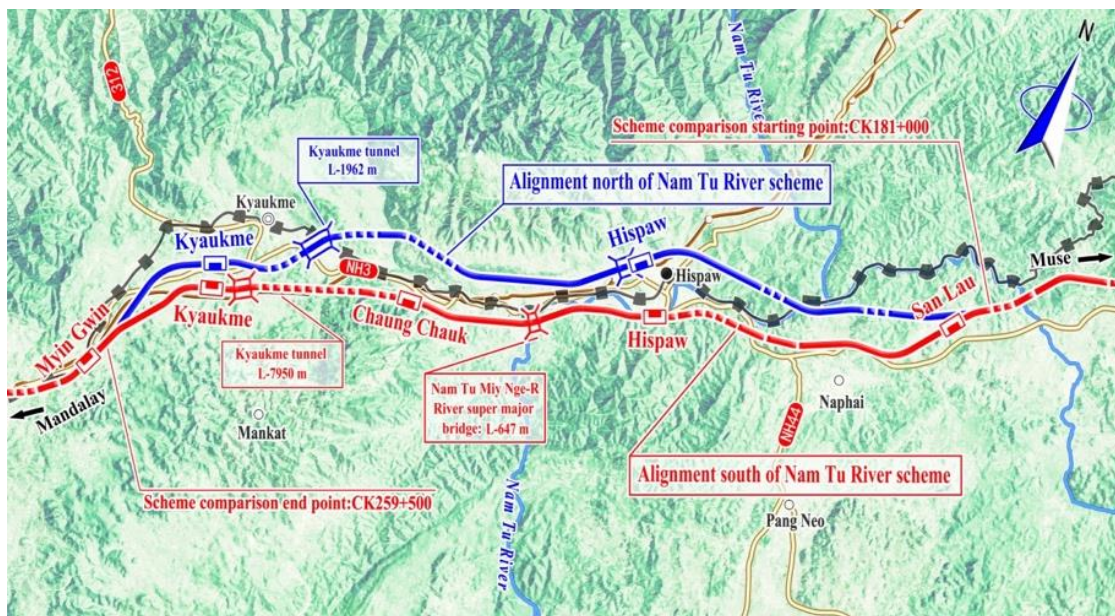 N
312
Nam Tu River
Scheme comparison starting point:CK181+000
Kyaukme tunnel
L-1962 m
Alignment north of Nam Tu River scheme
Kyaukme
Kyaukme
Hispaw
NH3
Hispaw
Muse
San Lau
Myin Gwin
Kyaukme
Chaung Chauk
Hispaw
Kyaukme tunnel
L-7950 m
Nam Tu Miy Nge-R
River super major
bridge: L-647 m
Mandalay
Mankat
Naphai
NH44
Alignment south of Nam Tu River scheme
Scheme comparison end point:CK259+500
Nam Tu River
Pang Neo